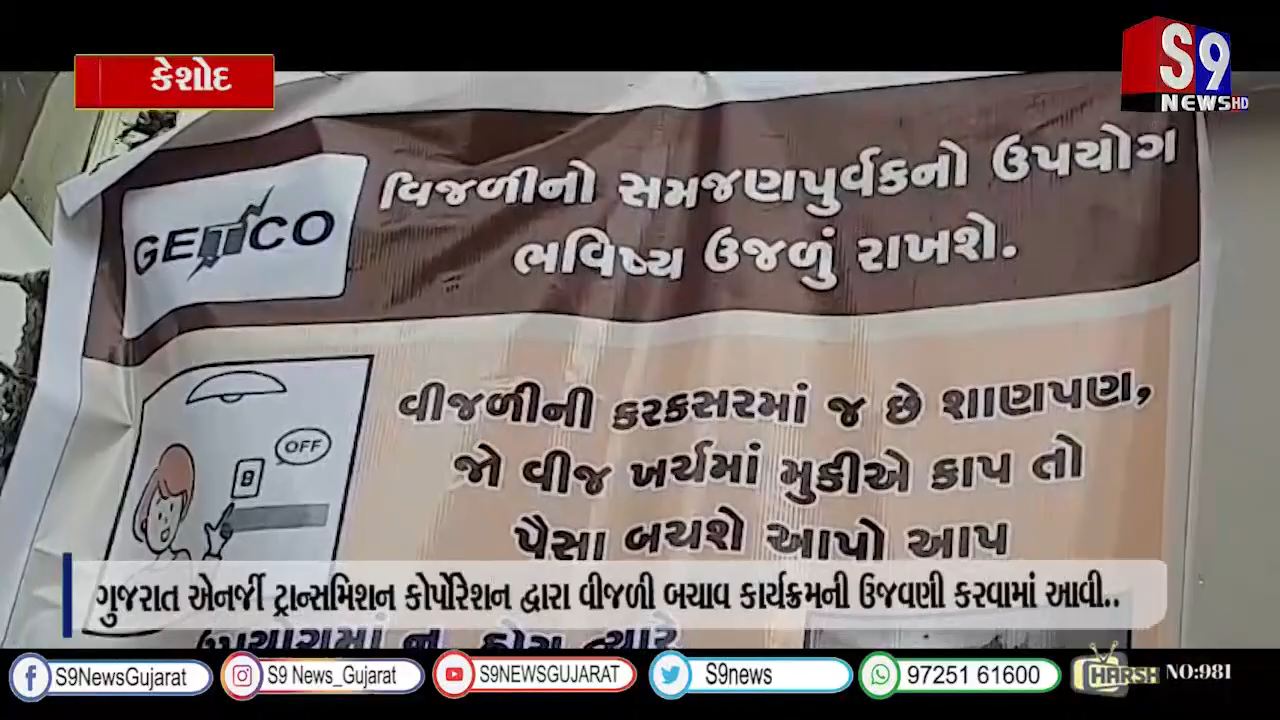 કેશોદ
S9
NEWS HD
GETCO
વિજળીનો સમજણપુર્વકનો ઉપયોગ
ભવિષ્ય ઉજળું રાખશે.
OFF
વીજળીની કરકસરમાં જ છે શાણપણ,
જો વીજ ખર્ચમાં મુકીએ કાપ તો
પૈસા બચશે આપો આપ
ગુજરાત એનર્જી ટ્રાન્સમિશન કોર્પોરેશન દ્વારા વીજળી બચાવ કાર્યક્રમની ઉજવણી કરવામાં આવી..
S9NewsGujarat
S9 News_Gujarat
S9NEWSGUJARAT
S9news
97251 61600
CHARSH NO:981